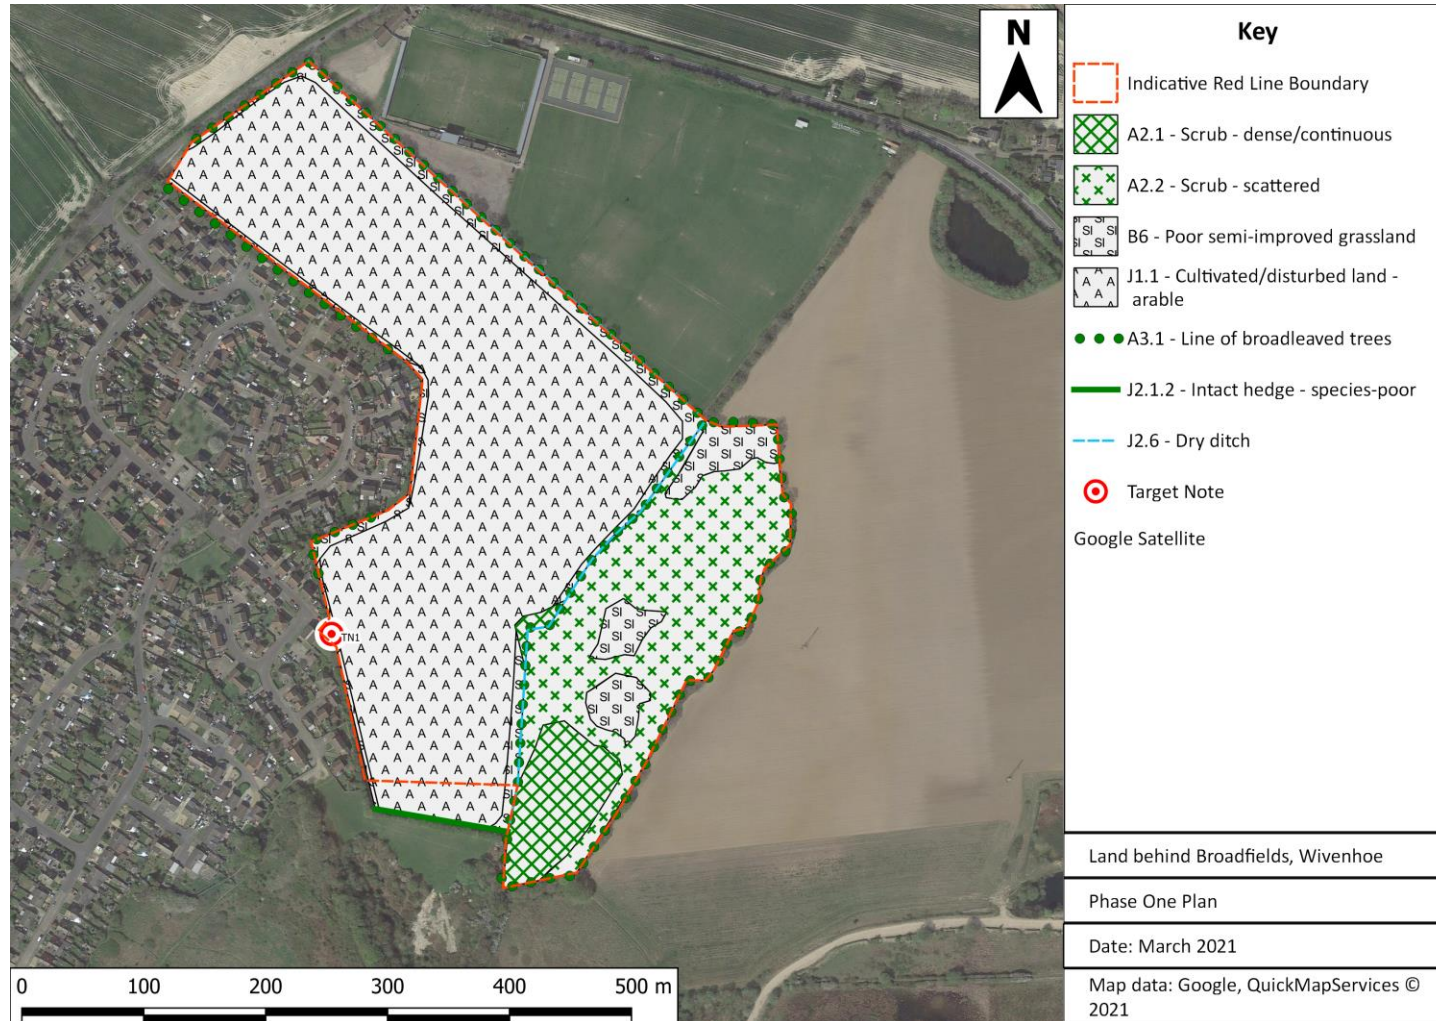 N
Key
Indicative Red Line Boundary
A2.1 - Scrub - dense/continuous
A2.2 - Scrub - scattered
B6 - Poor semi-improved grassland
J1.1 - Cultivated/disturbed land -
arable
A3.1 - Line of broadleaved trees
J2.1.2 - Intact hedge - species-poor
J2.6 - Dry ditch
Target Note
Google Satellite
TN1
Land behind Broadfields, Wivenhoe
Phase One Plan
Date: March 2021
Map data: Google, QuickMapServices ©
2021
0 100 200 300 400 500 m